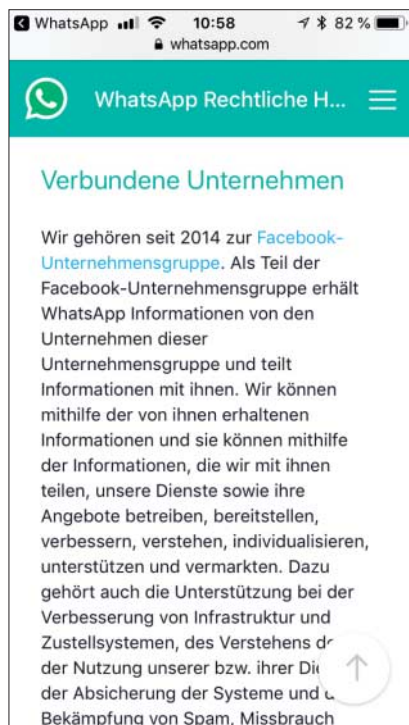 WhatsApp 10:58 82 %
whatsapp.com
WhatsApp Rechtliche H...
Verbundene Unternehmen
Wir gehören seit 2014 zur Facebook-
Unternehmensgruppe. Als Teil der
Facebook-Unternehmensgruppe erhält
WhatsApp Informationen von den
Unternehmen dieser
Unternehmensgruppe und teilt
Informationen mit ihnen. Wir können
mithilfe der von ihnen erhaltenen
Informationen und sie können mithilfe
der Informationen, die wir mit ihnen
teilen, unsere Dienste sowie ihre
Angebote betreiben, bereitstellen,
verbessern, verstehen, individualisieren,
unterstützen und vermarkten. Dazu
gehört auch die Unterstützung bei der
Verbesserung von Infrastruktur und
Zustellsystemen, des Verstehens
der Nutzung unserer bzw. ihrer
der Absicherung der Systeme und
Bekämpfung von Spam, Missbrauch